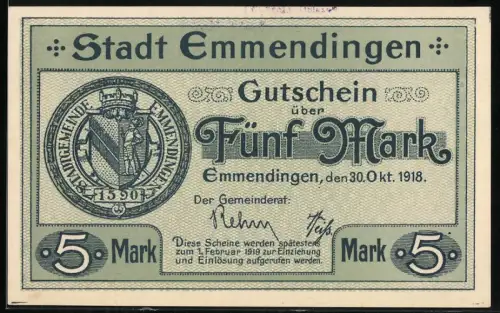 Stadt Emmendingen
STADTGEMEINDE EMMENDINGEN
1590
Gutschein
über
Fünf Mark
Emmendingen, den 30. Okt. 1918.
Der Gemeinderat:
Rehm
Diese Scheine werden spätestens
zum 1. Februar 1919 zur Einziehung
und Einlösung aufgerufen werden.
5 Mark
Mark 5